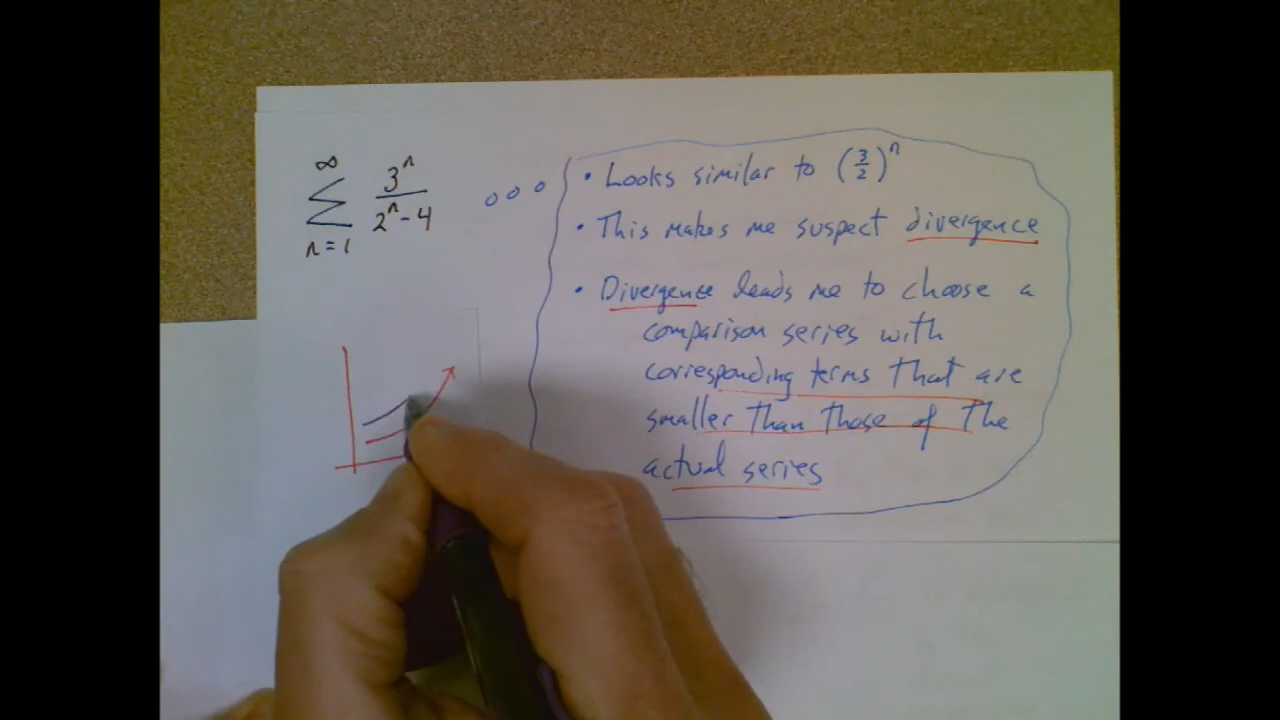 ∞
∑ 3^n / (2^n - 4)
n = 1
• Looks similar to (3/2)^n
• This makes me suspect divergence
• Divergence leads me to choose a
comparison series with
corresponding terms that are
smaller than those of the
actual series